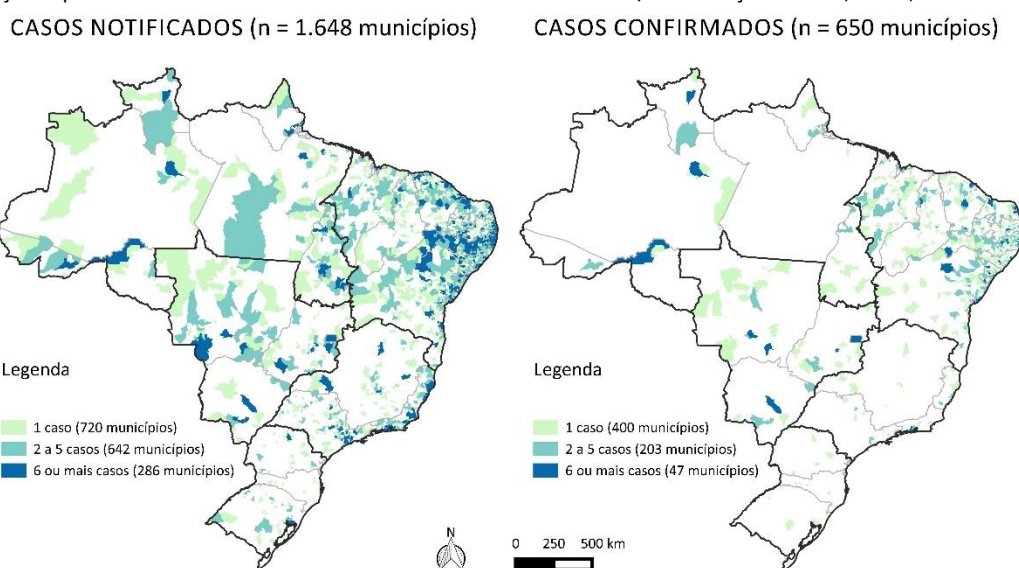 CASOS NOTIFICADOS (n = 1.648 municípios)
CASOS CONFIRMADOS (n = 650 municípios)
Legenda
1 caso (720 municípios)
2 a 5 casos (642 municípios)
6 ou mais casos (286 municípios)
Legenda
1 caso (400 municípios)
2 a 5 casos (203 municípios)
6 ou mais casos (47 municípios)
N
0 250 500 km